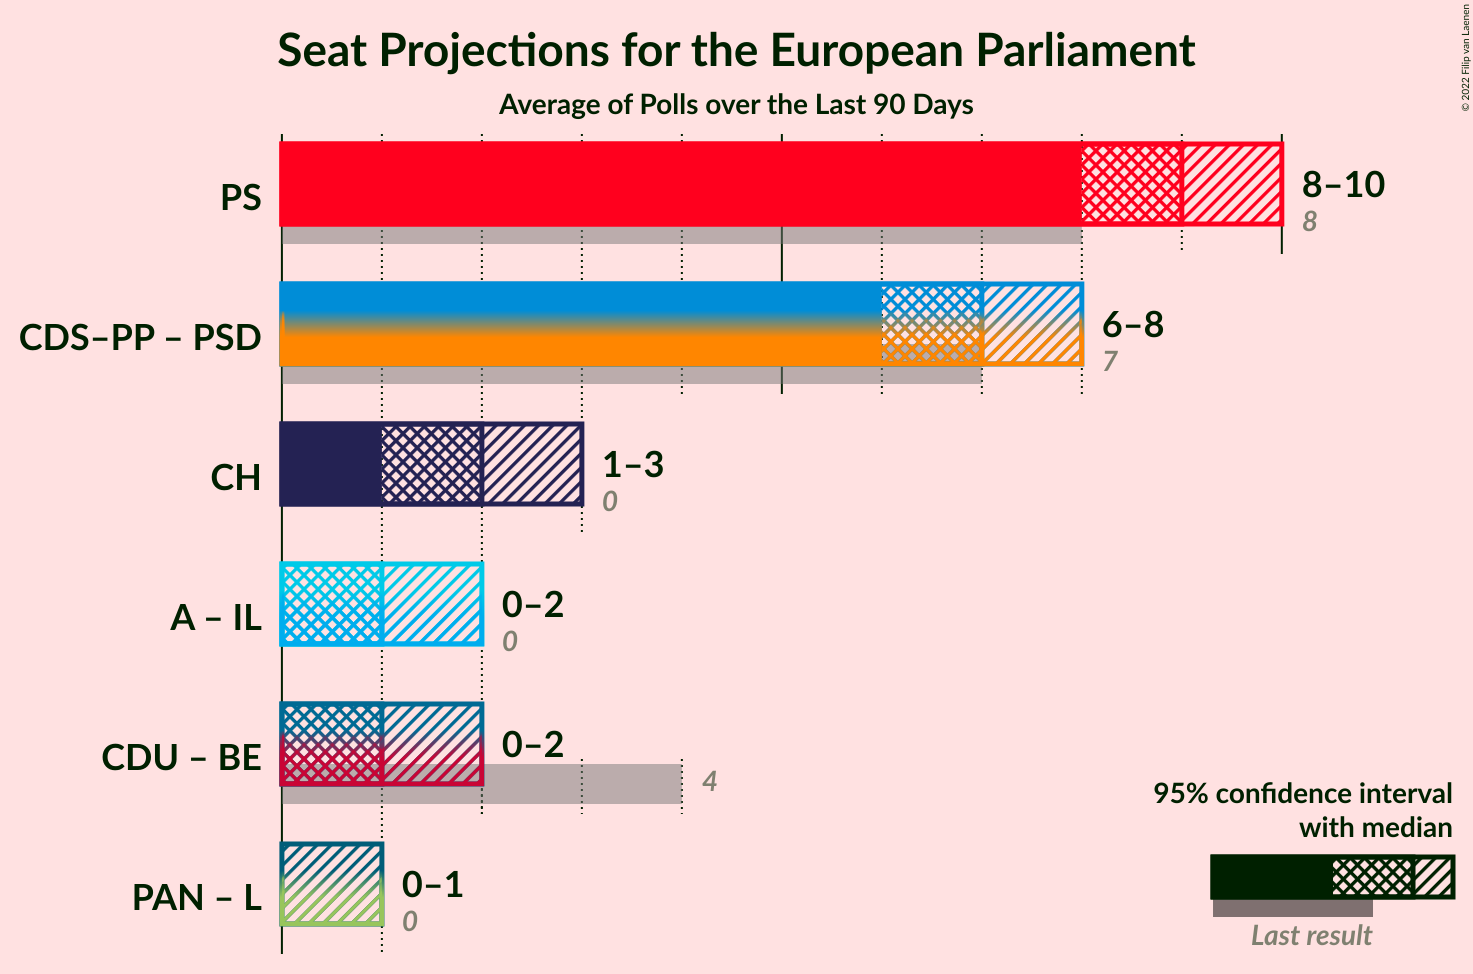 Seat Projections for the European Parliament
Average of Polls over the Last 90 Days
© 2022 Filip van Laenen
PS
8–10
8
CDS–PP – PSD
6–8
7
CH
1–3
0
A – IL
0–2
0
CDU – BE
0–2
4
PAN – L
0–1
0
95% confidence interval
with median
Last result